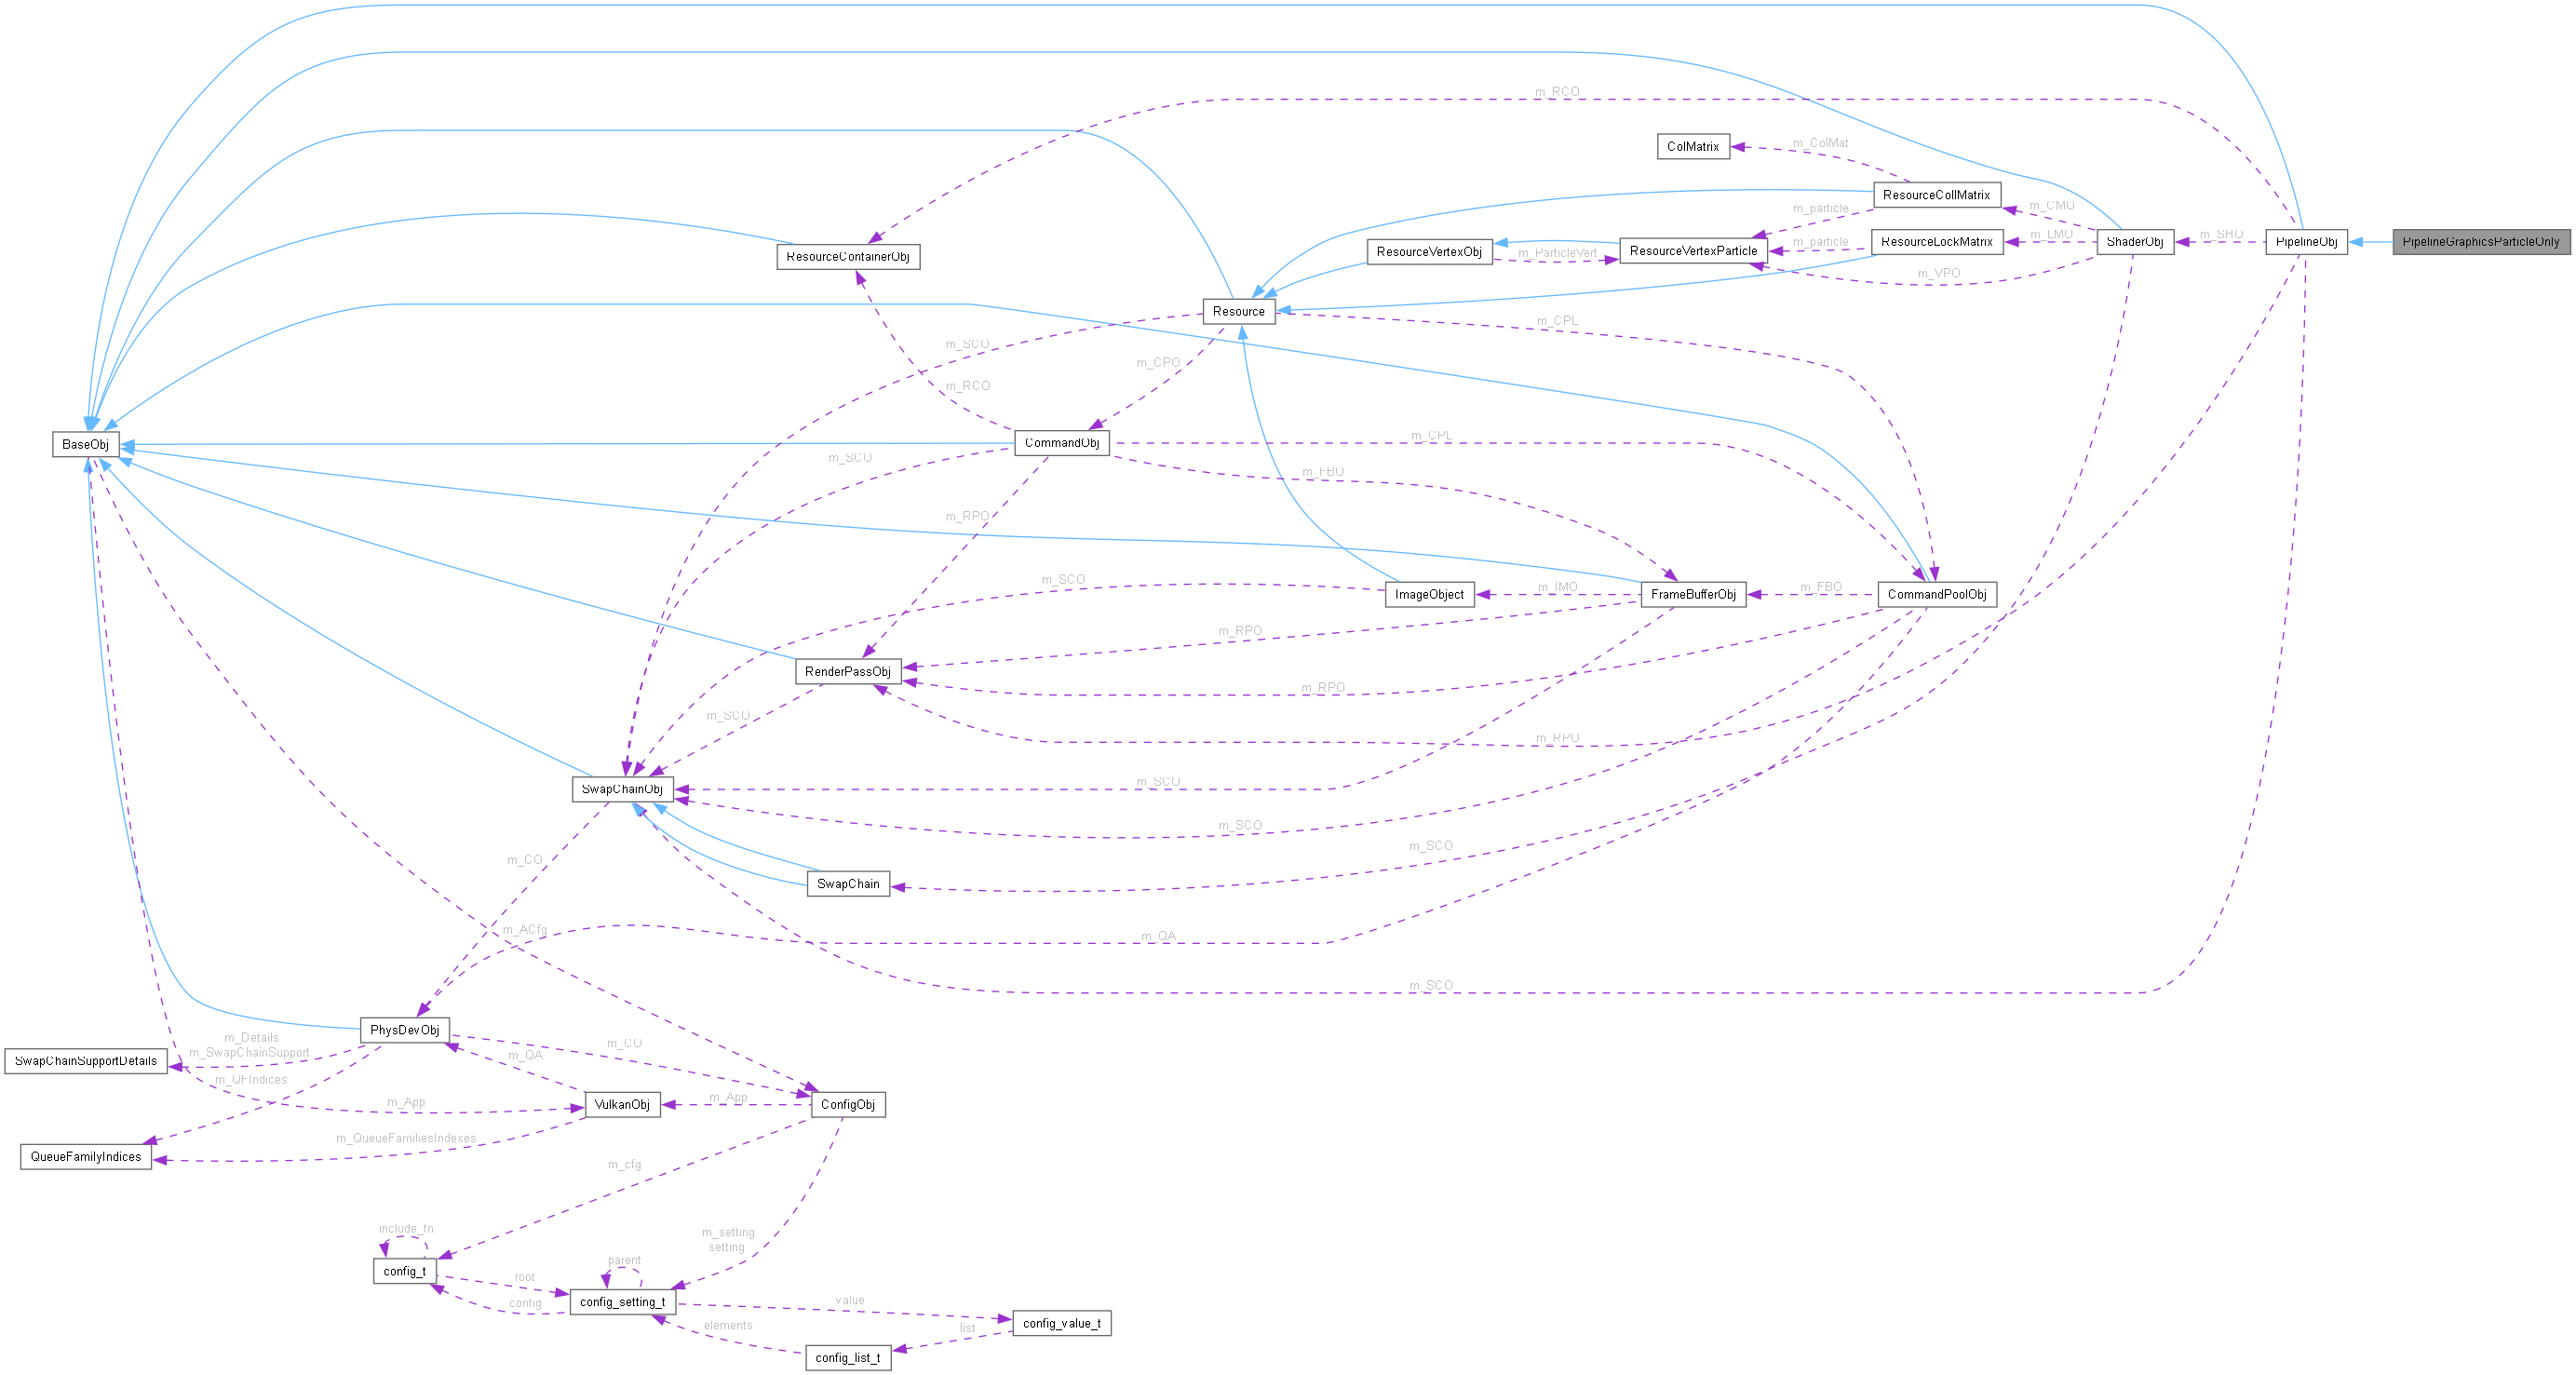 m_RCO
ColMatrix
m_ColMat
ResourceCollMatrix
m_particle
m_CMO
ResourceContainerObj
ResourceVertexObj
m_ParticleVert
ResourceVertexParticle
m_particle
ResourceLockMatrix
m_LMO
ShaderObj
m_SHO
PipelineObj
PipelineGraphicsParticleOnly
m_VPO
Resource
m_CPL
m_SCO
m_CPO
m_RCO
BaseObj
CommandObj
m_CPL
m_SCO
m_FBO
m_RPO
m_SCO
ImageObject
m_IMO
FrameBufferObj
m_FBO
CommandPoolObj
m_RPO
RenderPassObj
m_RPO
m_SCO
m_RPO
SwapChainObj
m_SCO
m_SCO
m_CO
m_SCO
SwapChain
m_ACfg
m_QA
m_SCO
PhysDevObj
m_Details
m_SwapChainSupport
SwapChainSupportDetails
m_CO
m_QA
m_QFIndices
m_App
VulkanObj
m_App
ConfigObj
m_QueueFamiliesIndexes
QueueFamilyIndices
m_cfg
include_fn
m_setting
setting
config_t
root
parent
config
config_setting_t
value
config_value_t
elements
list
config_list_t